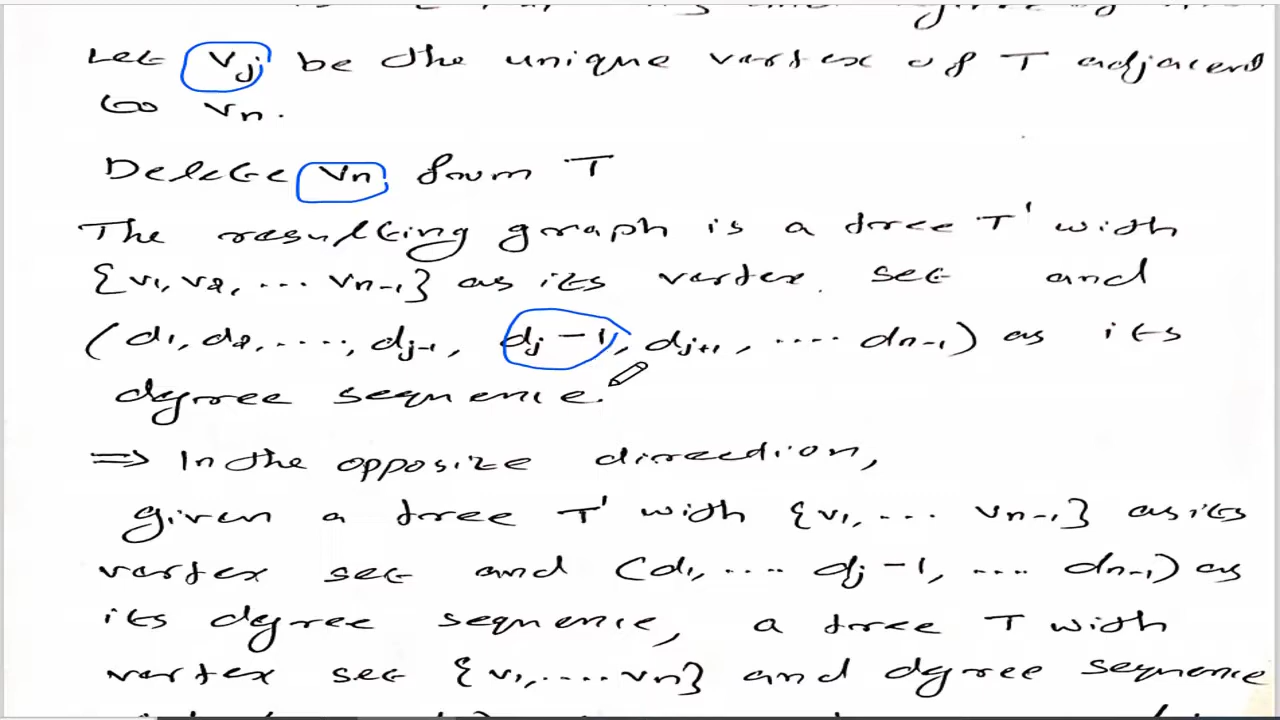 Let vj be the unique vertex of T adjacent
to vn.
Delete vn from T
The resulting graph is a tree T' with
{v1, v2, ... vn-1} as its vertex set and
(d1, d2, ...., dj-1, dj - 1, dj+1, .... dn-1) as its
degree sequence.
⇒ In the opposite direction,
given a tree T' with {v1, ... vn-1} as its
vertex set and (d1, .... dj - 1, .... dn-1) as
its degree sequence, a tree T with
vertex set {v1, .... vn} and degree sequence